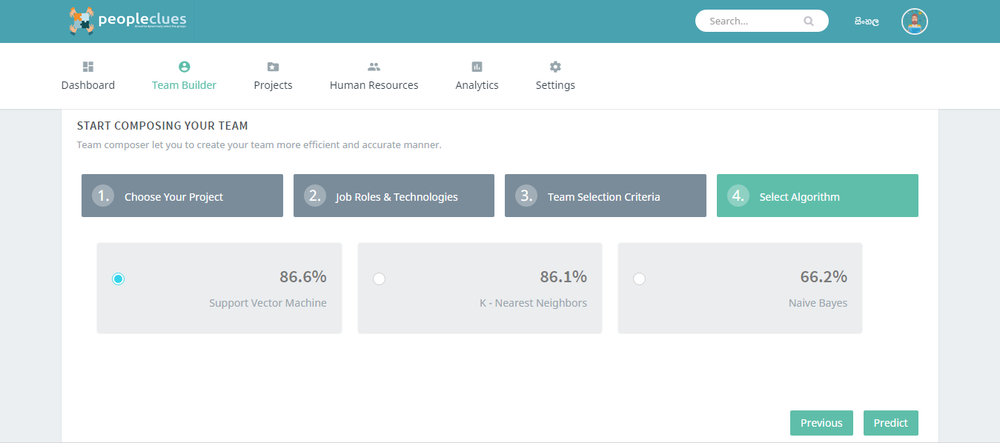 peopleclues
Search...
සිංහල
Dashboard
Team Builder
Projects
Human Resources
Analytics
Settings
START COMPOSING YOUR TEAM
Team composer let you to create your team more efficient and accurate manner.
1. Choose Your Project
2. Job Roles & Technologies
3. Team Selection Criteria
4. Select Algorithm
86.6%
Support Vector Machine
86.1%
K - Nearest Neighbors
66.2%
Naive Bayes
Previous
Predict